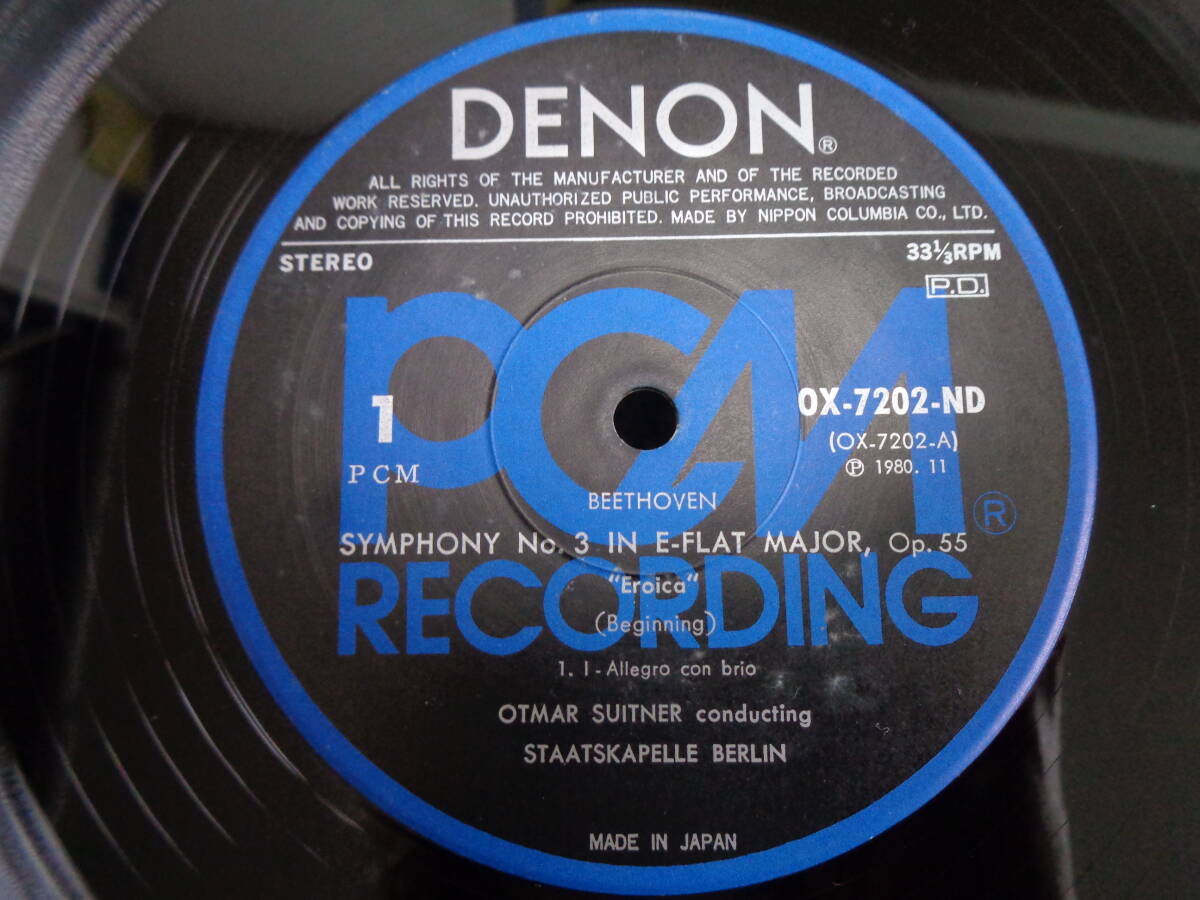 DENON®
ALL RIGHTS OF THE MANUFACTURER AND OF THE RECORDED
WORK RESERVED. UNAUTHORIZED PUBLIC PERFORMANCE, BROADCASTING
AND COPYING OF THIS RECORD PROHIBITED. MADE BY NIPPON COLUMBIA CO., LTD.
STEREO
33⅓RPM
P.D.
PCM®
RECORDING
1
PCM
OX-7202-ND
(OX-7202-A)
Ⓟ 1980. 11
BEETHOVEN
SYMPHONY No. 3 IN E-FLAT MAJOR, Op. 55
"Eroica"
(Beginning)
1. I-Allegro con brio
OTMAR SUITNER conducting
STAATSKAPELLE BERLIN
MADE IN JAPAN